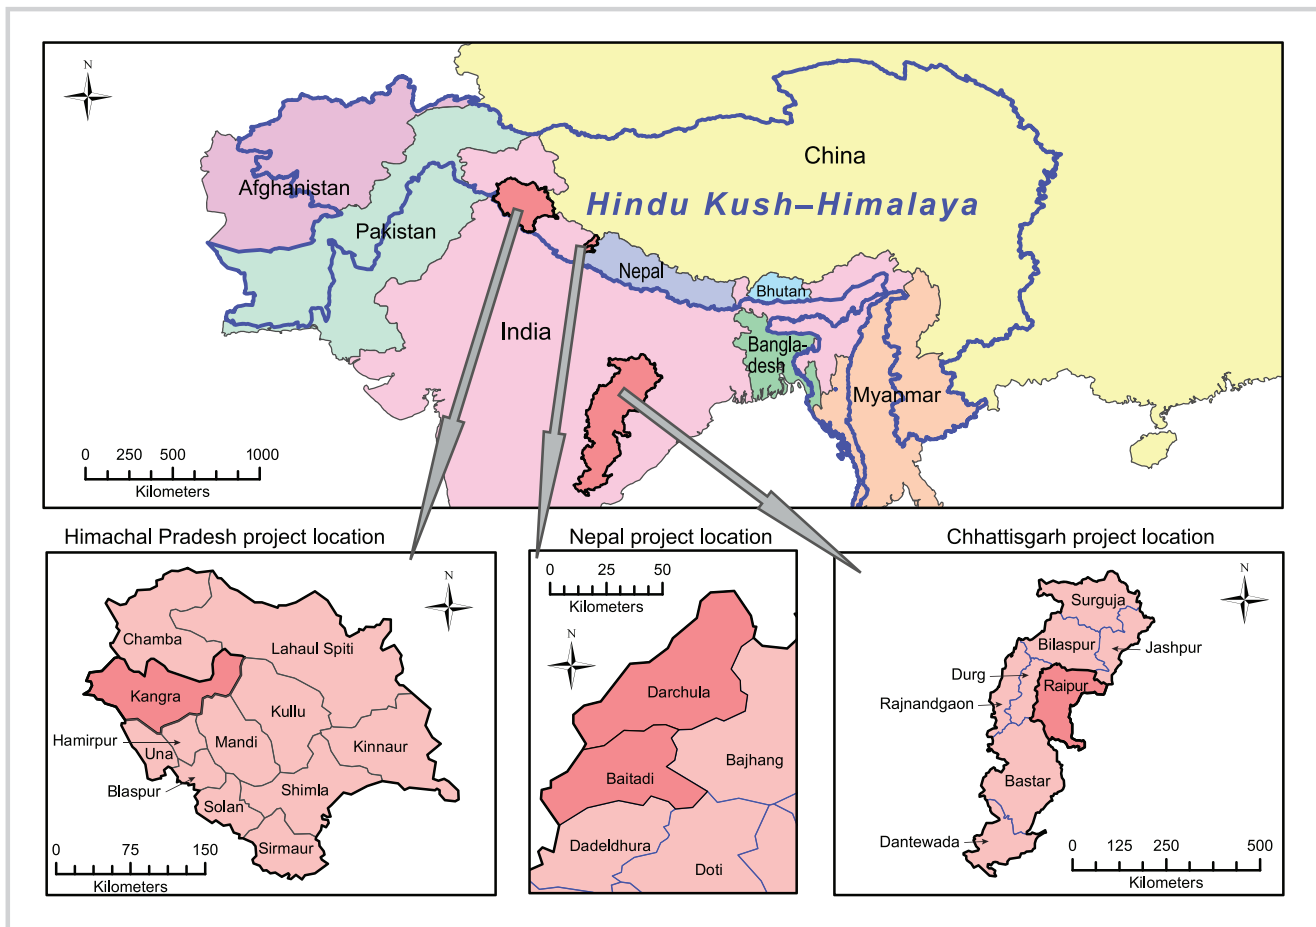 N
China
Afghanistan
Hindu Kush–Himalaya
Pakistan
Nepal
Bhutan
India
Bangla-
desh
Myanmar
0 250 500 1000
Kilometers
Himachal Pradesh project location
N
Chamba
Lahaul Spiti
Kangra
Kullu
Hamirpur
Mandi
Una
Kinnaur
Blaspur
Shimla
Solan
Sirmaur
0 75 150
Kilometers
Nepal project location
0 25 50
Kilometers
N
Darchula
Bajhang
Baitadi
Dadeldhura
Doti
Chhattisgarh project location
N
Surguja
Bilaspur
Jashpur
Durg
Raipur
Rajnandgaon
Bastar
Dantewada
0 125 250 500
Kilometers